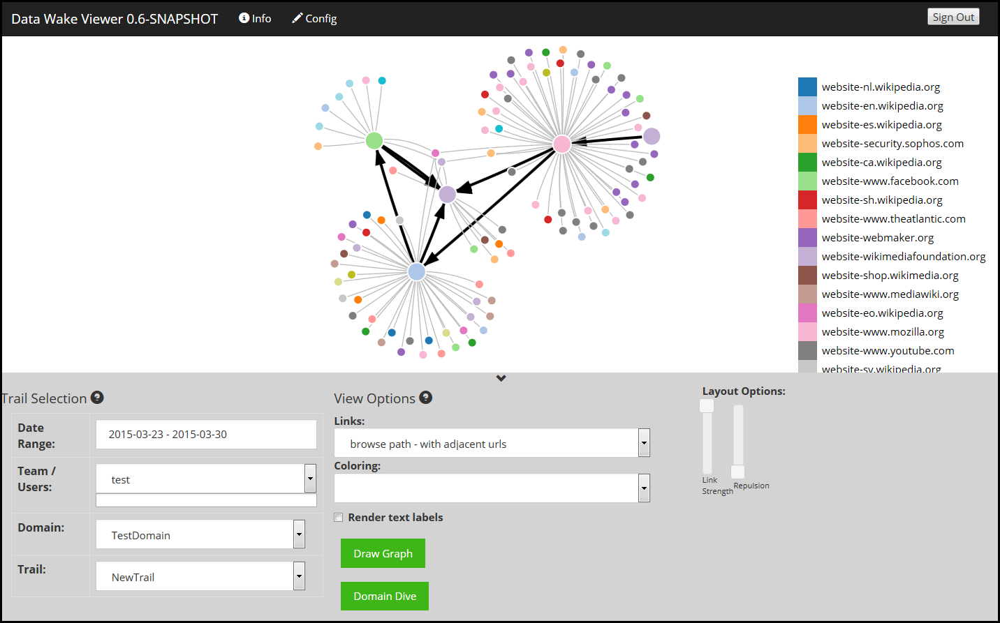 Data Wake Viewer 0.6-SNAPSHOT Info Config Sign Out
website-nl.wikipedia.org
website-en.wikipedia.org
website-es.wikipedia.org
website-security.sophos.com
website-ca.wikipedia.org
website-www.facebook.com
website-sh.wikipedia.org
website-www.theatlantic.com
website-webmaker.org
website-wikimediafoundation.org
website-shop.wikimedia.org
website-www.mediawiki.org
website-eo.wikipedia.org
website-www.mozilla.org
website-www.youtube.com
website-sv.wikipedia.org
Trail Selection ?
Date
Range:
2015-03-23 - 2015-03-30
Team /
Users:
test
Domain:
TestDomain
Trail:
NewTrail
View Options ?
Links:
browse path - with adjacent urls
Coloring:
Render text labels
Draw Graph
Domain Dive
Layout Options:
Link
Strength
Repulsion